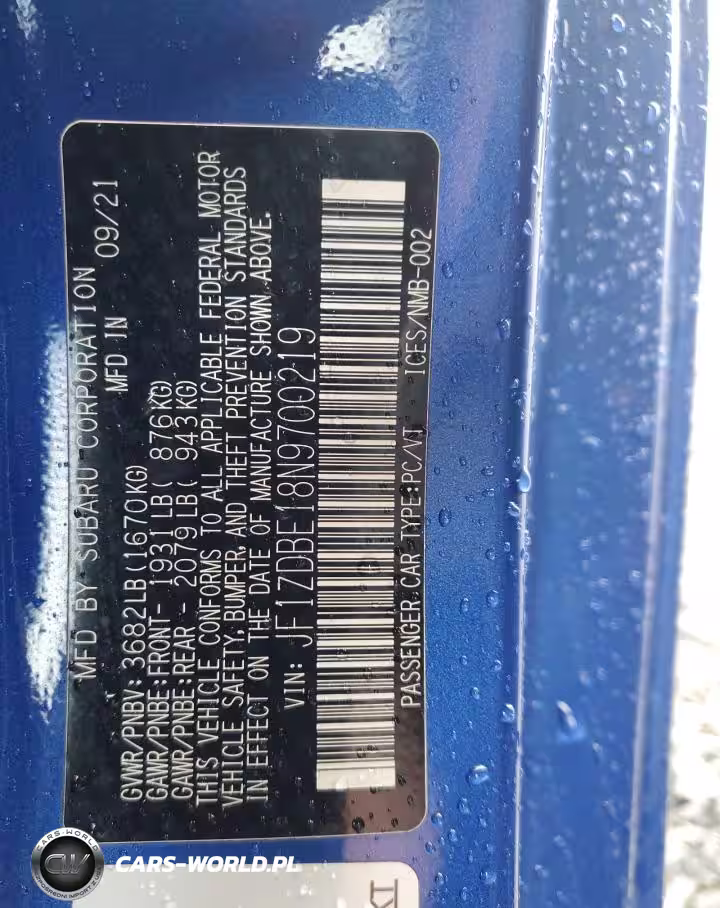 MFD BY SUBARU CORPORATION
MFD IN 09/21
GVWR/PNBV: 3682LB(1670KG)
GAWR/PNBE:FRONT- 1931LB( 876KG)
GAWR/PNBE:REAR - 2079LB( 943KG)
THIS VEHICLE CONFORMS TO ALL APPLICABLE FEDERAL MOTOR
VEHICLE SAFETY, BUMPER, AND THEFT PREVENTION STANDARDS
IN EFFECT ON THE DATE OF MANUFACTURE SHOWN ABOVE.
VIN: JF1ZDBE18N9700219
PASSENGER CAR TYPE:PC/VT ICES/NMB-002
CARS-WORLD
CW
CARS-WORLD.PL